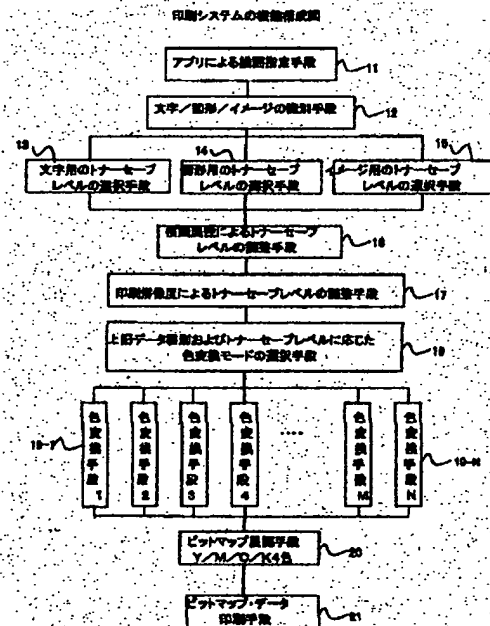 印刷システムの機能構成図
アプリによる描画指定手段
11
文字/図形/イメージの識別手段
12
13
14
15
文字用のトナーセーブ
レベルの選択手段
図形用のトナーセーブ
レベルの選択手段
イメージ用のトナーセーブ
レベルの選択手段
によるトナーセーブ
レベルの調整手段
16
印刷解像度によるトナーセーブレベルの調整手段
17
上記データ種別およびトナーセーブレベルに応じた
色変換モードの選択手段
18
色変換手段1
色変換手段2
色変換手段3
色変換手段4
・・・・
色変換手段M
色変換手段N
19-1
19-N
ビットマップ展開手段
Y/M/C/K4色
20
ビットマップ・データ
印刷手段
21